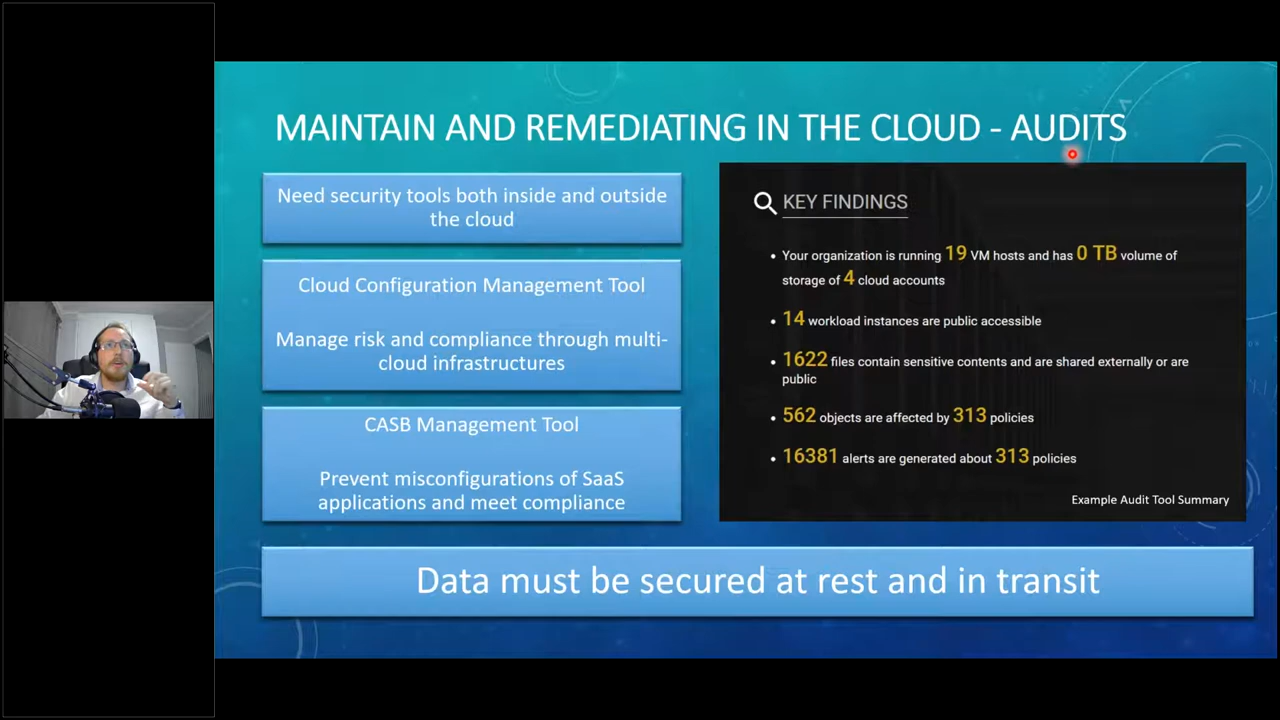 MAINTAIN AND REMEDIATING IN THE CLOUD - AUDITS
Need security tools both inside and outside
the cloud
Cloud Configuration Management Tool
Manage risk and compliance through multi-
cloud infrastructures
CASB Management Tool
Prevent misconfigurations of SaaS
applications and meet compliance
KEY FINDINGS
• Your organization is running 19 VM hosts and has 0 TB volume of
storage of 4 cloud accounts
• 14 workload instances are public accessible
• 1622 files contain sensitive contents and are shared externally or are
public
• 562 objects are affected by 313 policies
• 16381 alerts are generated about 313 policies
Example Audit Tool Summary
Data must be secured at rest and in transit